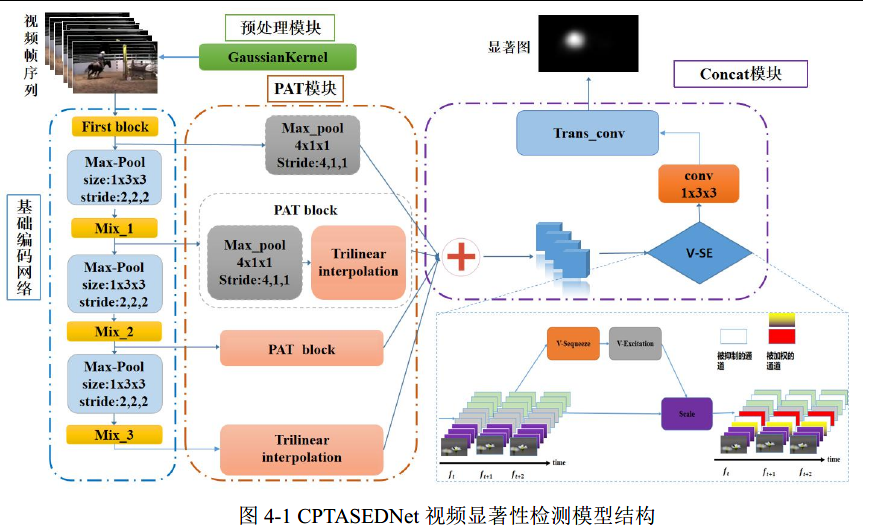 视
频
帧
序
列
预处理模块
GaussianKernel
显著图
Concat模块
PAT模块
First block
Max-Pool
size:1x3x3
stride:2,2,2
Mix_1
Max-Pool
size:1x3x3
stride:2,2,2
Mix_2
Max-Pool
size:1x3x3
stride:2,2,2
Mix_3
基
础
编
码
网
络
Max_pool
4x1x1
Stride:4,1,1
PAT block
Max_pool
4x1x1
Stride:4,1,1
Trilinear
interpolation
PAT block
Trilinear
interpolation
Trans_conv
conv
1x3x3
V-SE
V-Sequeeze
V-Excitation
Scale
被抑制的通
道
被加权的
通道
f_t
f_{t+1}
f_{t+2}
time
f_t
f_{t+1}
f_{t+2}
time
图 4-1 CPTASEDNet 视频显著性检测模型结构